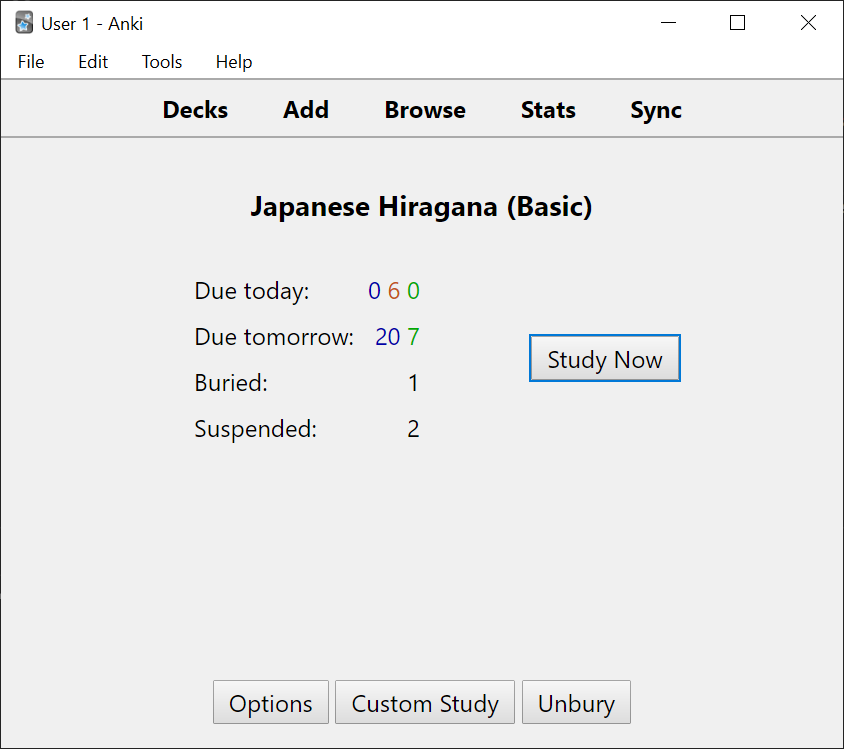 User 1 - Anki
File Edit Tools Help
Decks Add Browse Stats Sync
Japanese Hiragana (Basic)
Due today: 0 6 0
Due tomorrow: 20 7
Buried: 1
Suspended: 2
Study Now
Options Custom Study Unbury